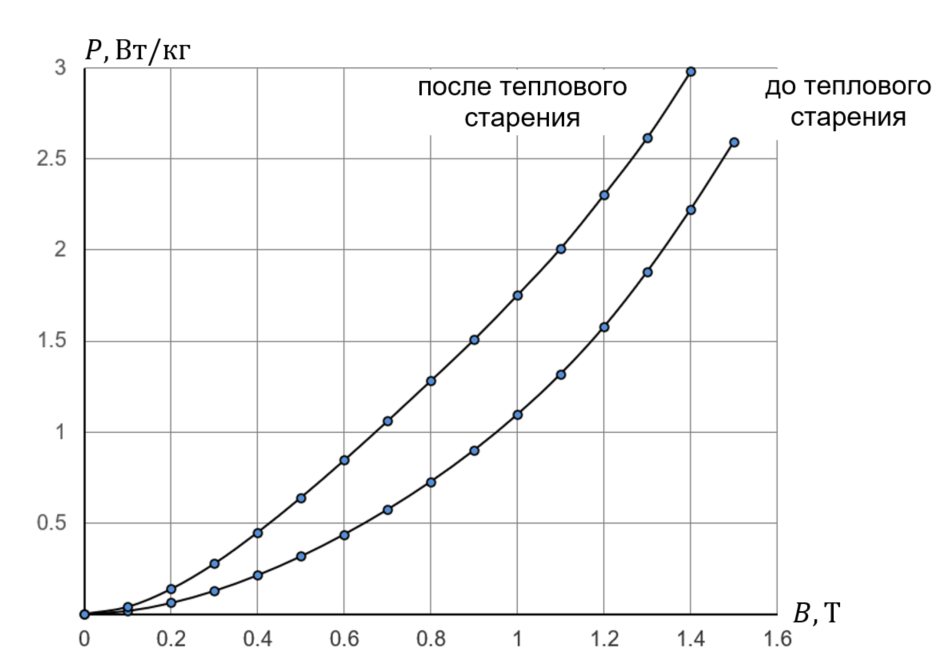 P, Вт/кг
3
после теплового
старения
до теплового
старения
2.5
2
1.5
1
0.5
B, T
0 0.2 0.4 0.6 0.8 1 1.2 1.4 1.6